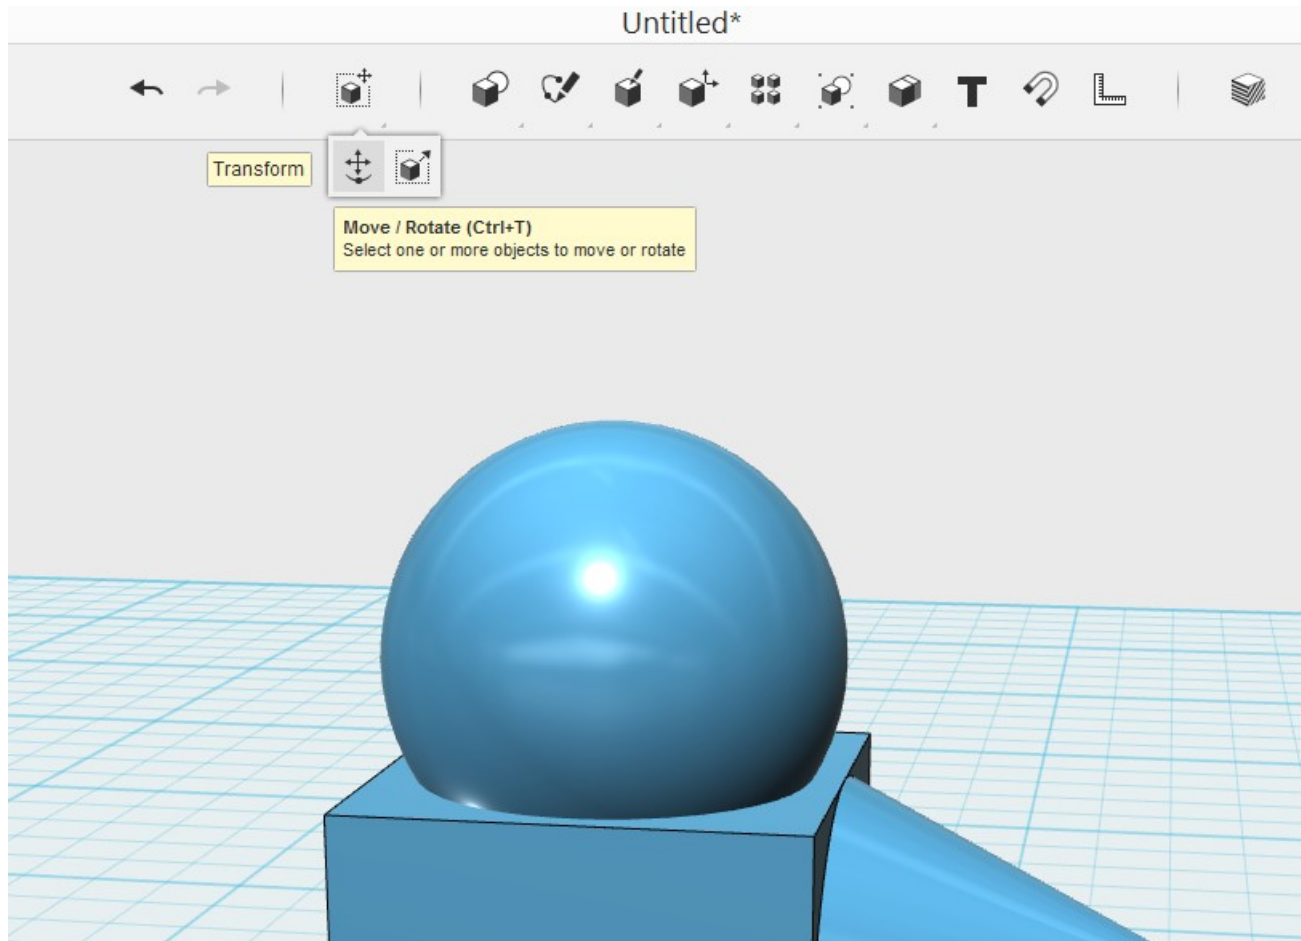 Untitled*
Transform
Move / Rotate (Ctrl+T)
Select one or more objects to move or rotate